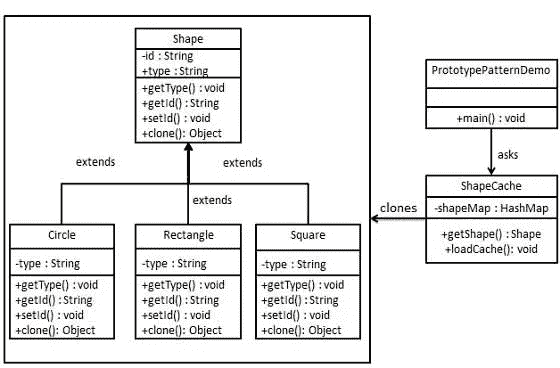 Shape
-id : String
+type : String
+getType() : void
+getId() : String
+setId() : void
+clone(): Object
extends
extends
extends
Circle
-type : String
+getType() : void
+getId() : String
+setId() : void
+clone(): Object
Rectangle
-type : String
+getType() : void
+getId() : String
+setId() : void
+clone(): Object
Square
-type : String
+getType() : void
+getId() : String
+setId() : void
+clone(): Object
PrototypePatternDemo
+main() : void
asks
clones
ShapeCache
-shapeMap : HashMap
+getShape() : Shape
+loadCache(): void